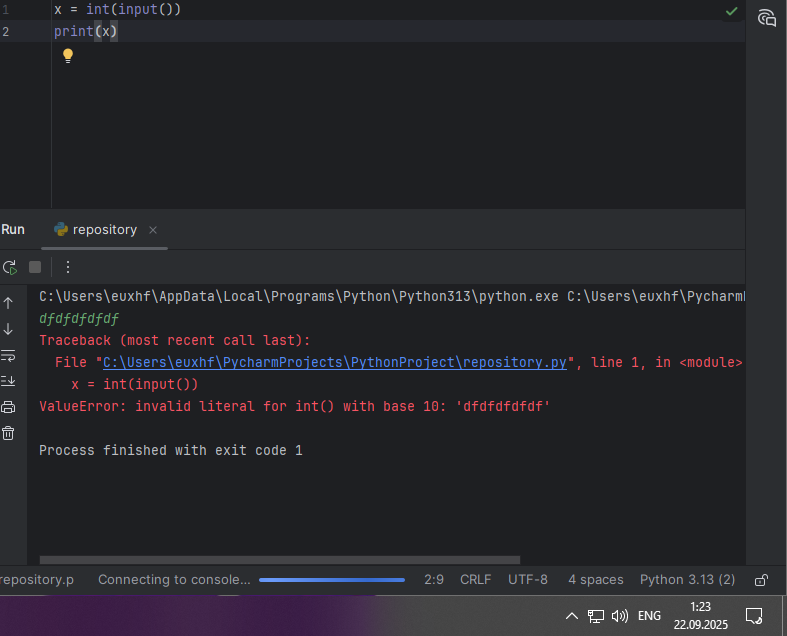 1 x = int(input())
2 print(x)
Run repository
C:\Users\euxhf\AppData\Local\Programs\Python\Python313\python.exe C:\Users\euxhf\Pycharm
dfdfdfdfdf
Traceback (most recent call last):
File "C:\Users\euxhf\PycharmProjects\PythonProject\repository.py", line 1, in <module>
x = int(input())
ValueError: invalid literal for int() with base 10: 'dfdfdfdfdf'
Process finished with exit code 1
repository.p Connecting to console... 2:9 CRLF UTF-8 4 spaces Python 3.13 (2)
ENG 1:23
22.09.2025